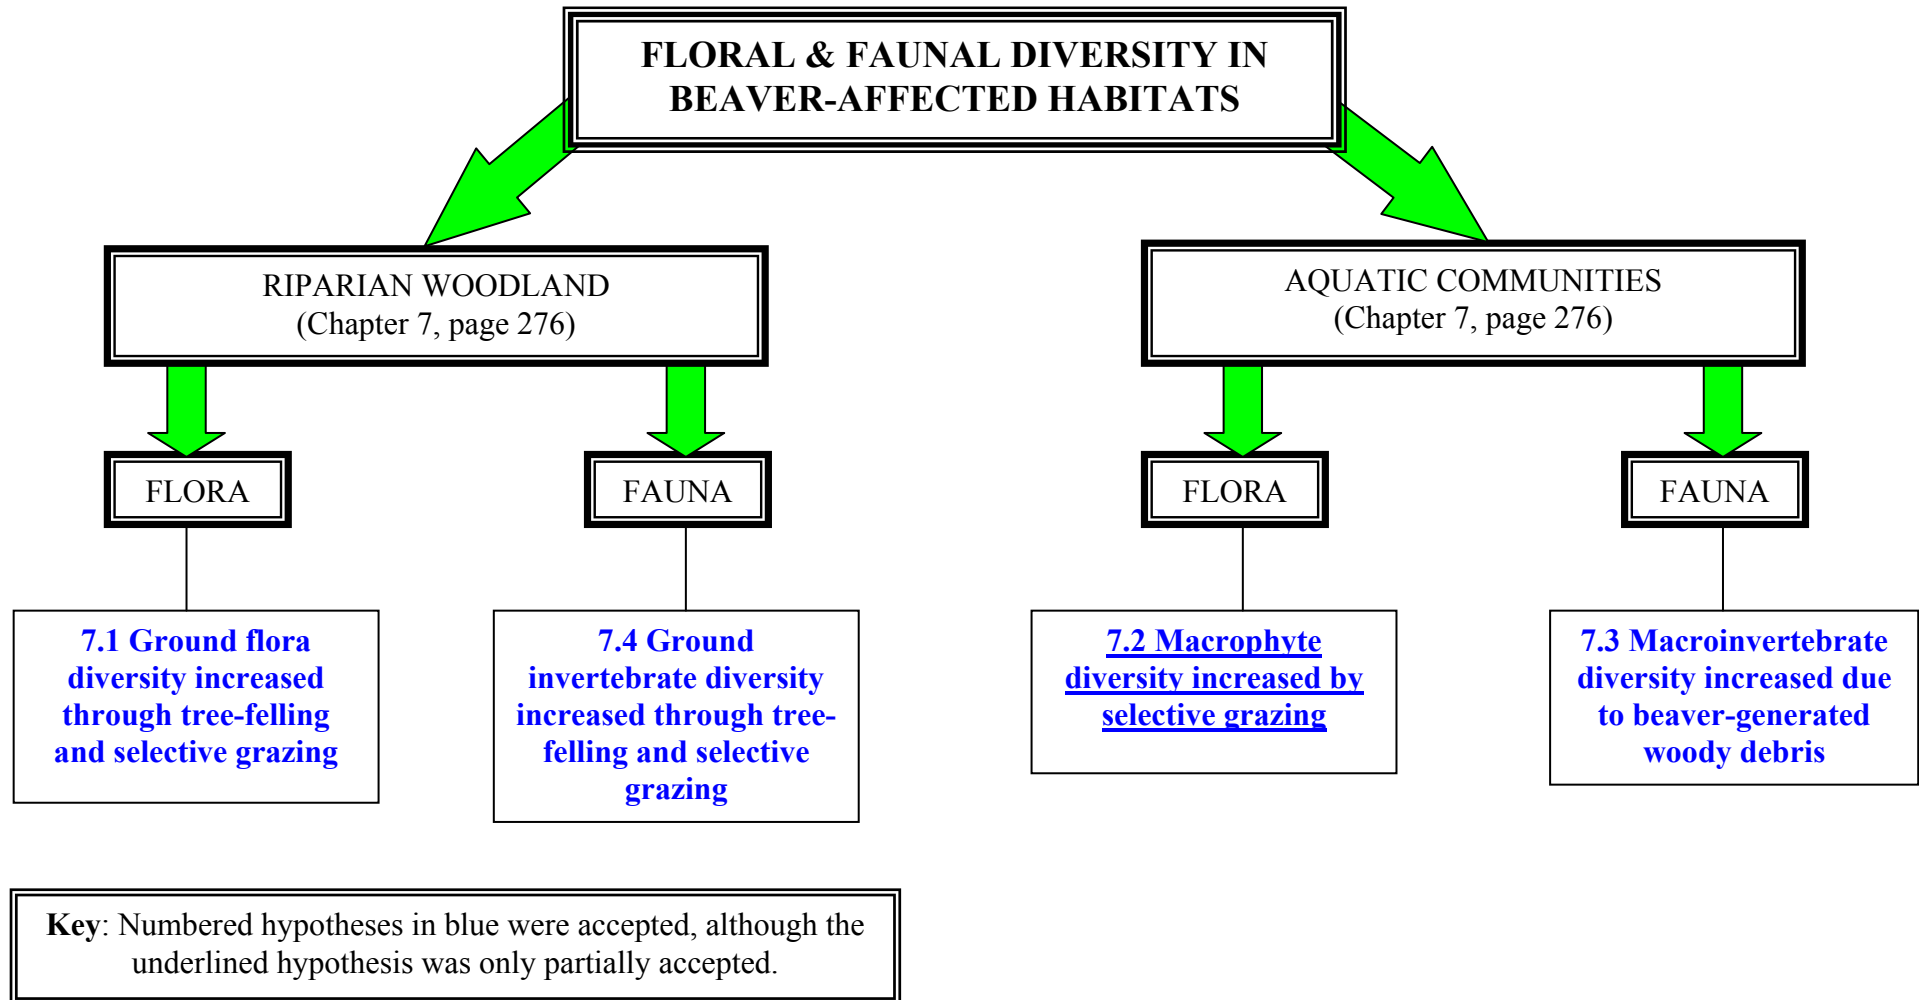 FLORAL & FAUNAL DIVERSITY IN
BEAVER-AFFECTED HABITATS
RIPARIAN WOODLAND
(Chapter 7, page 276)
AQUATIC COMMUNITIES
(Chapter 7, page 276)
FLORA
FAUNA
FLORA
FAUNA
7.1 Ground flora
diversity increased
through tree-felling
and selective grazing
7.4 Ground
invertebrate diversity
increased through tree-
felling and selective
grazing
7.2 Macrophyte
diversity increased by
selective grazing
7.3 Macroinvertebrate
diversity increased due
to beaver-generated
woody debris
Key: Numbered hypotheses in blue were accepted, although the
underlined hypothesis was only partially accepted.